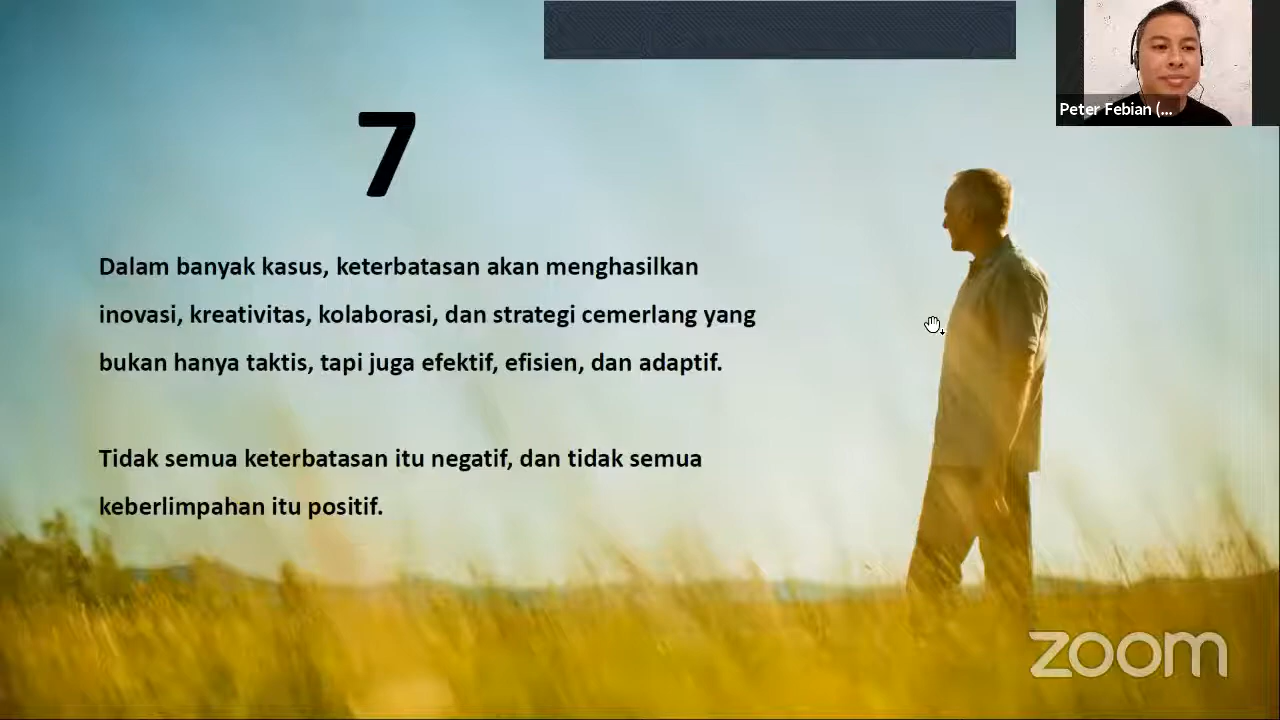 Peter Febian (...
7
Dalam banyak kasus, keterbatasan akan menghasilkan
inovasi, kreativitas, kolaborasi, dan strategi cemerlang yang
bukan hanya taktis, tapi juga efektif, efisien, dan adaptif.
Tidak semua keterbatasan itu negatif, dan tidak semua
keberlimpahan itu positif.
zoom